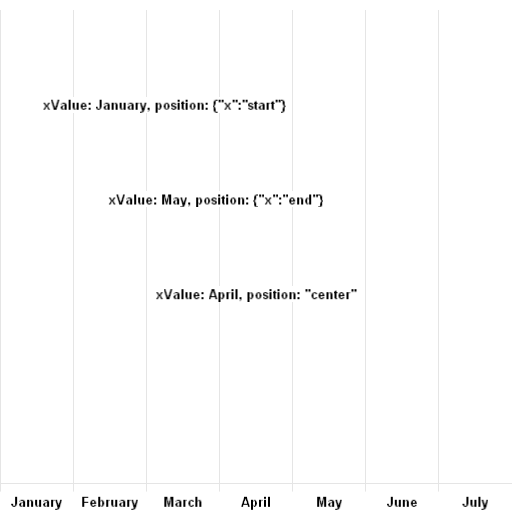 xValue: January, position: {"x":"start"}
xValue: May, position: {"x":"end"}
xValue: April, position: "center"
January February March April May June July